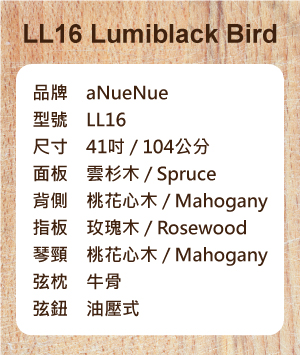 LL16 Lumiblack Bird
品牌 aNueNue
型號 LL16
尺寸 41吋 / 104公分
面板 雲杉木 / Spruce
背側 桃花心木 / Mahogany
指板 玫瑰木 / Rosewood
琴頸 桃花心木 / Mahogany
弦枕 牛骨
弦鈕 油壓式